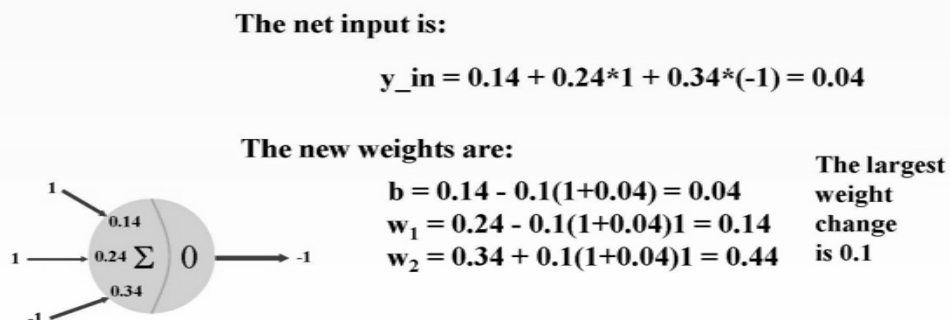 The net input is:
y_in = 0.14 + 0.24*1 + 0.34*(-1) = 0.04
The new weights are:
b = 0.14 - 0.1(1+0.04) = 0.04
w₁ = 0.24 - 0.1(1+0.04)1 = 0.14
w₂ = 0.34 + 0.1(1+0.04)1 = 0.44
The largest
weight
change
is 0.1
1
0.14
1
0.24 Σ 0
-1
0.34
-1